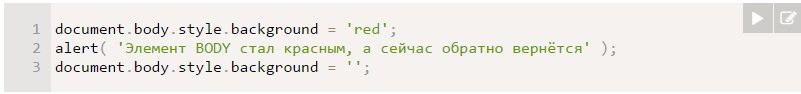 1 document.body.style.background = 'red';
2 alert( 'Элемент BODY стал красным, а сейчас обратно вернётся' );
3 document.body.style.background = '';